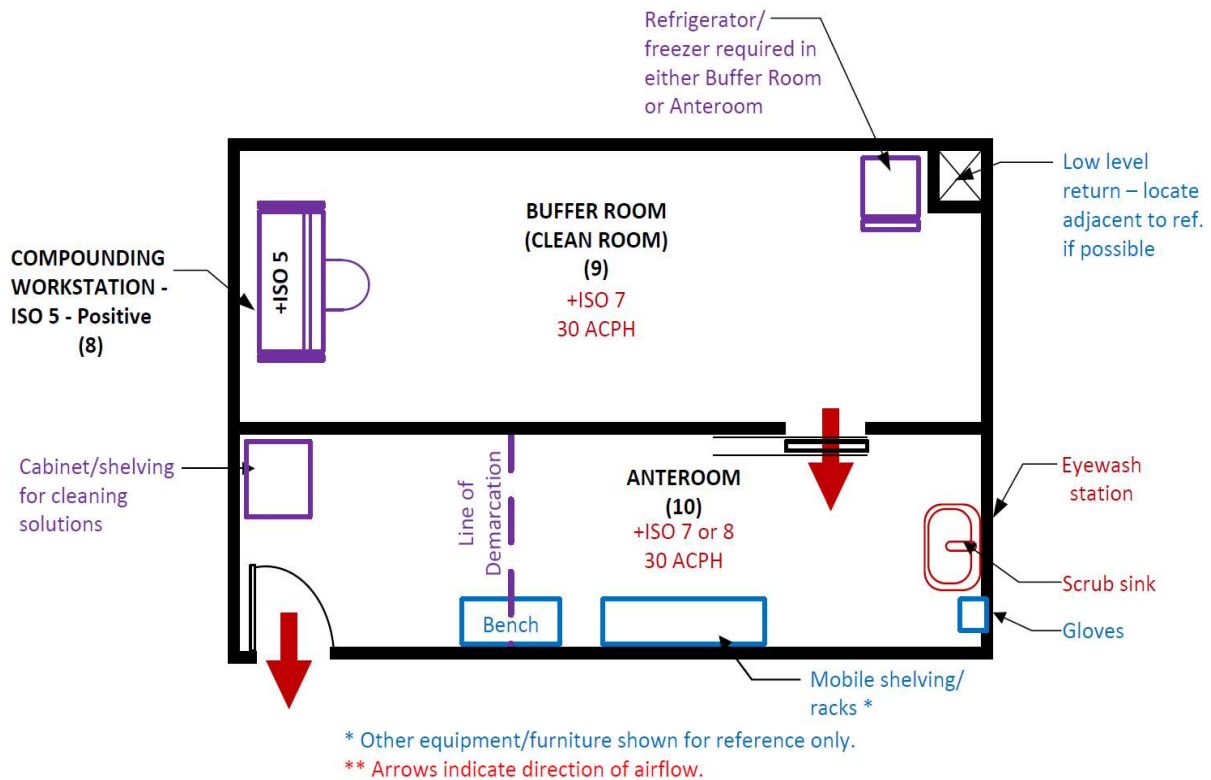 Refrigerator/
freezer required in
either Buffer Room
or Anteroom
Low level
return – locate
adjacent to ref.
if possible
BUFFER ROOM
(CLEAN ROOM)
(9)
+ISO 7
30 ACPH
+ISO 5
COMPOUNDING
WORKSTATION -
ISO 5 - Positive
(8)
Cabinet/shelving
for cleaning
solutions
Line of
Demarcation
ANTEROOM
(10)
+ISO 7 or 8
30 ACPH
Eyewash
station
Scrub sink
Gloves
Bench
Mobile shelving/
racks *
* Other equipment/furniture shown for reference only.
** Arrows indicate direction of airflow.